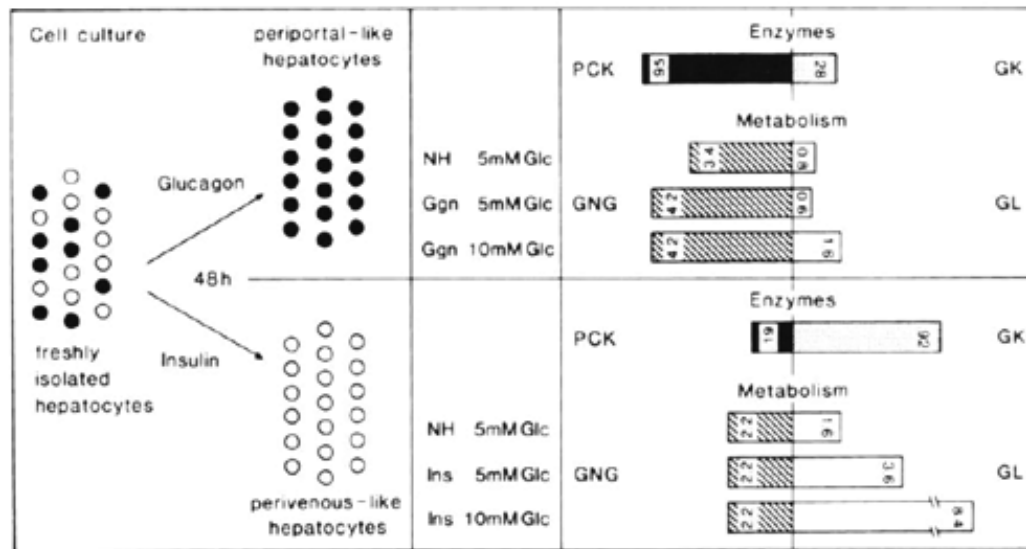 Cell culture
periportal-like
hepatocytes
Glucagon
48h
Insulin
freshly
isolated
hepatocytes
perivenous-like
hepatocytes
NH 5mM Glc
Ggn 5mM Glc
Ggn 10mM Glc
NH 5mM Glc
Ins 5mM Glc
Ins 10mM Glc
Enzymes
PCK 95 28 GK
Metabolism
3.4 0.8
GNG 4.2 0.6 GL
4.2 1.6
Enzymes
PCK 19 92 GK
Metabolism
2.2 1.6
GNG 2.2 3.6 GL
2.2